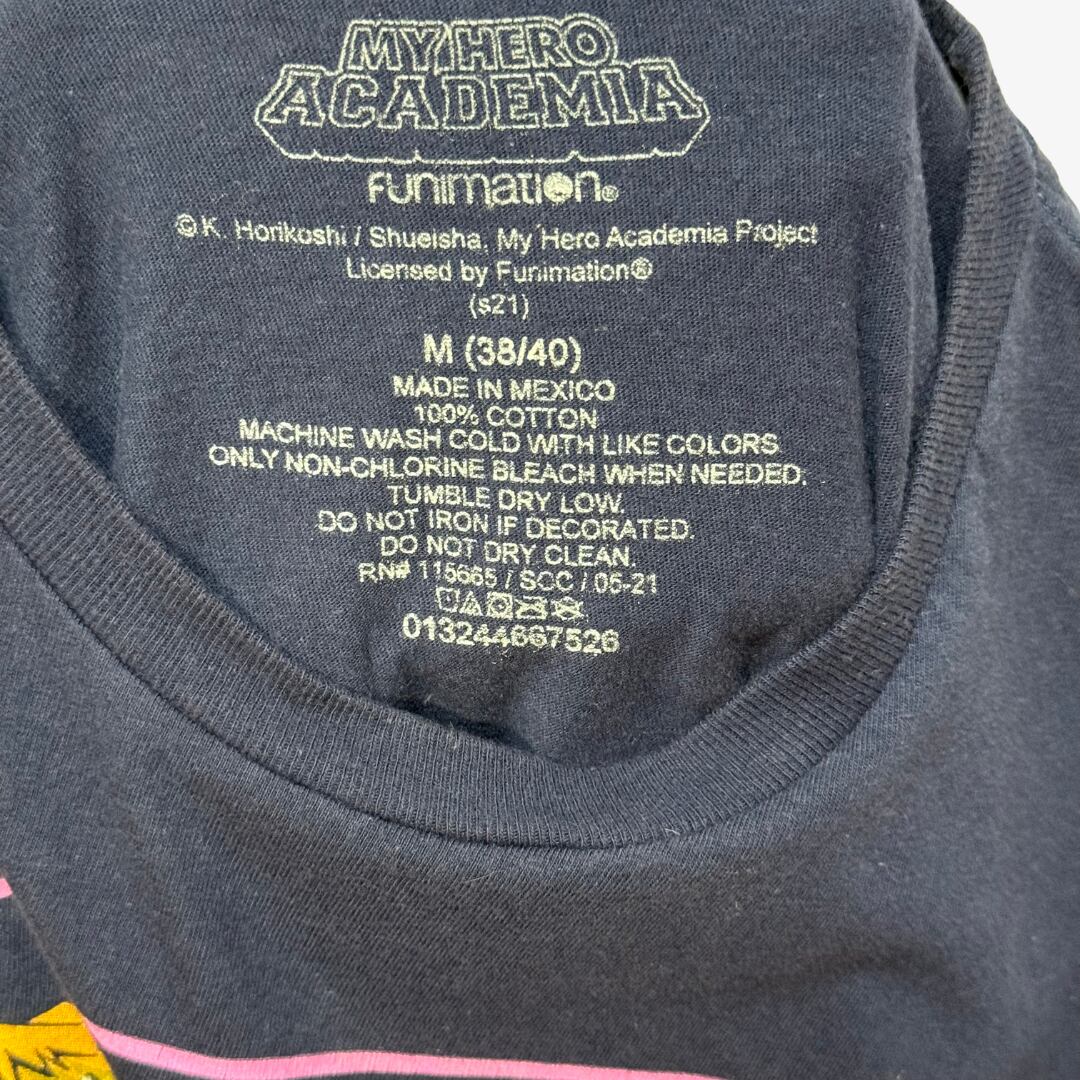 MY HERO
ACADEMIA
FUNIMATION®
© K. Horikoshi / Shueisha, My Hero Academia Project
Licensed by Funimation®
(s21)
M (38/40)
MADE IN MEXICO
100% COTTON
MACHINE WASH COLD WITH LIKE COLORS
ONLY NON-CHLORINE BLEACH WHEN NEEDED.
TUMBLE DRY LOW.
DO NOT IRON IF DECORATED.
DO NOT DRY CLEAN.
RN# 115665 / SCC / 05-21
013244667526